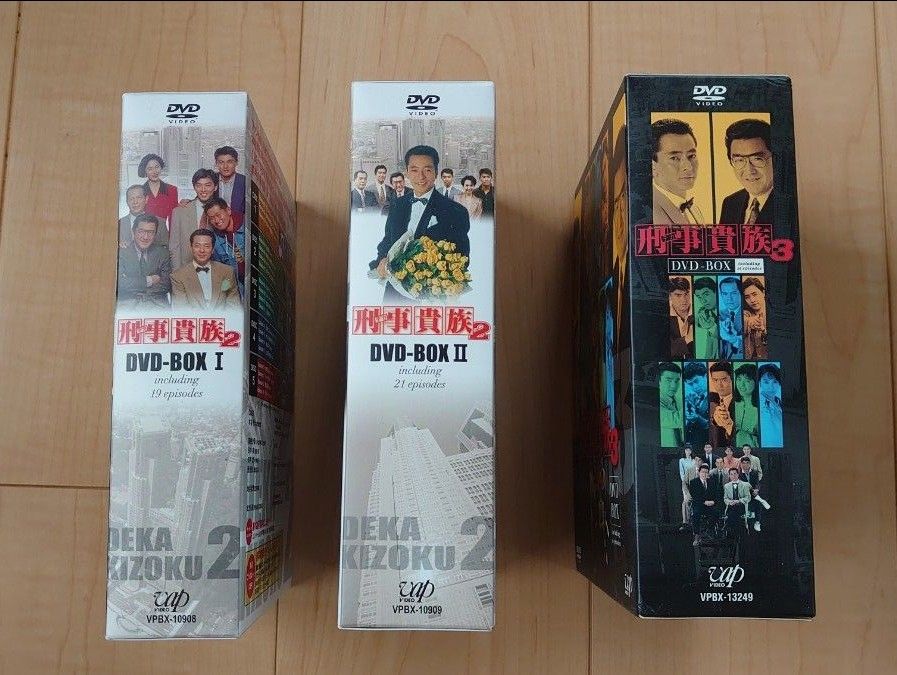 DVD
VIDEO
刑事貴族2
DVD-BOX I
including
19 episodes
DEKA
KIZOKU 2
vap
VIDEO
VPBX-10908
DVD
VIDEO
刑事貴族2
DVD-BOX II
including
21 episodes
DEKA
KIZOKU 2
vap
VIDEO
VPBX-10909
DVD
VIDEO
刑事貴族3
DVD-BOX
including
vap
VIDEO
VPBX-13249